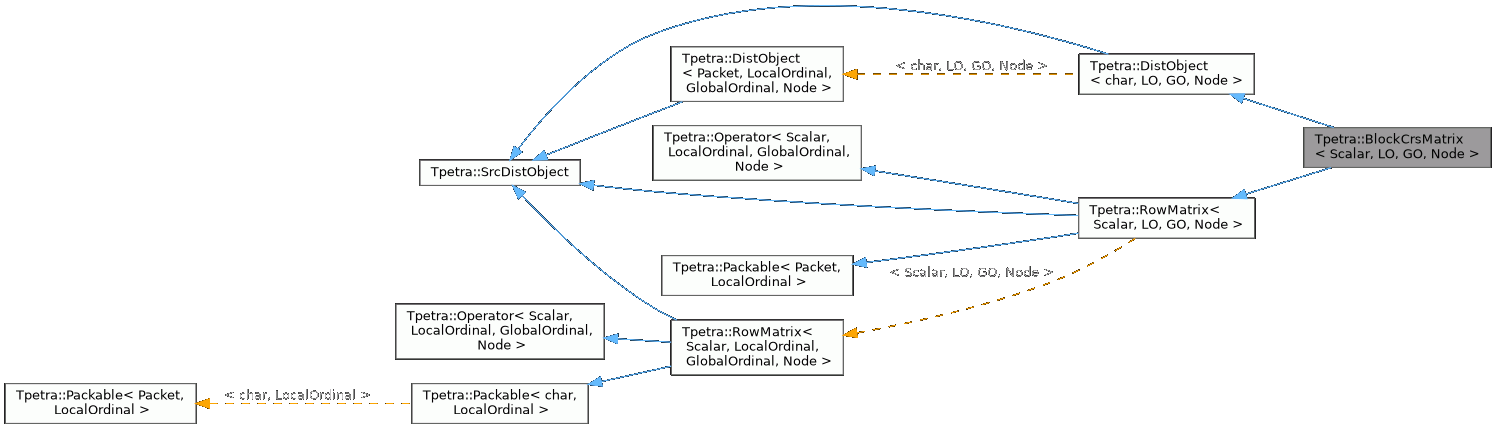 Tpetra::DistObject
< Packet, LocalOrdinal,
GlobalOrdinal, Node >
< char, LO, GO, Node >
Tpetra::DistObject
< char, LO, GO, Node >
Tpetra::BlockCrsMatrix
< Scalar, LO, GO, Node >
Tpetra::Operator< Scalar,
LocalOrdinal, GlobalOrdinal,
Node >
Tpetra::SrcDistObject
Tpetra::RowMatrix<
Scalar, LO, GO, Node >
Tpetra::Packable< Packet,
LocalOrdinal >
< Scalar, LO, GO, Node >
Tpetra::Operator< Scalar,
LocalOrdinal, GlobalOrdinal,
Node >
Tpetra::RowMatrix<
Scalar, LocalOrdinal,
GlobalOrdinal, Node >
Tpetra::Packable< Packet,
LocalOrdinal >
< char, LocalOrdinal >
Tpetra::Packable< char,
LocalOrdinal >